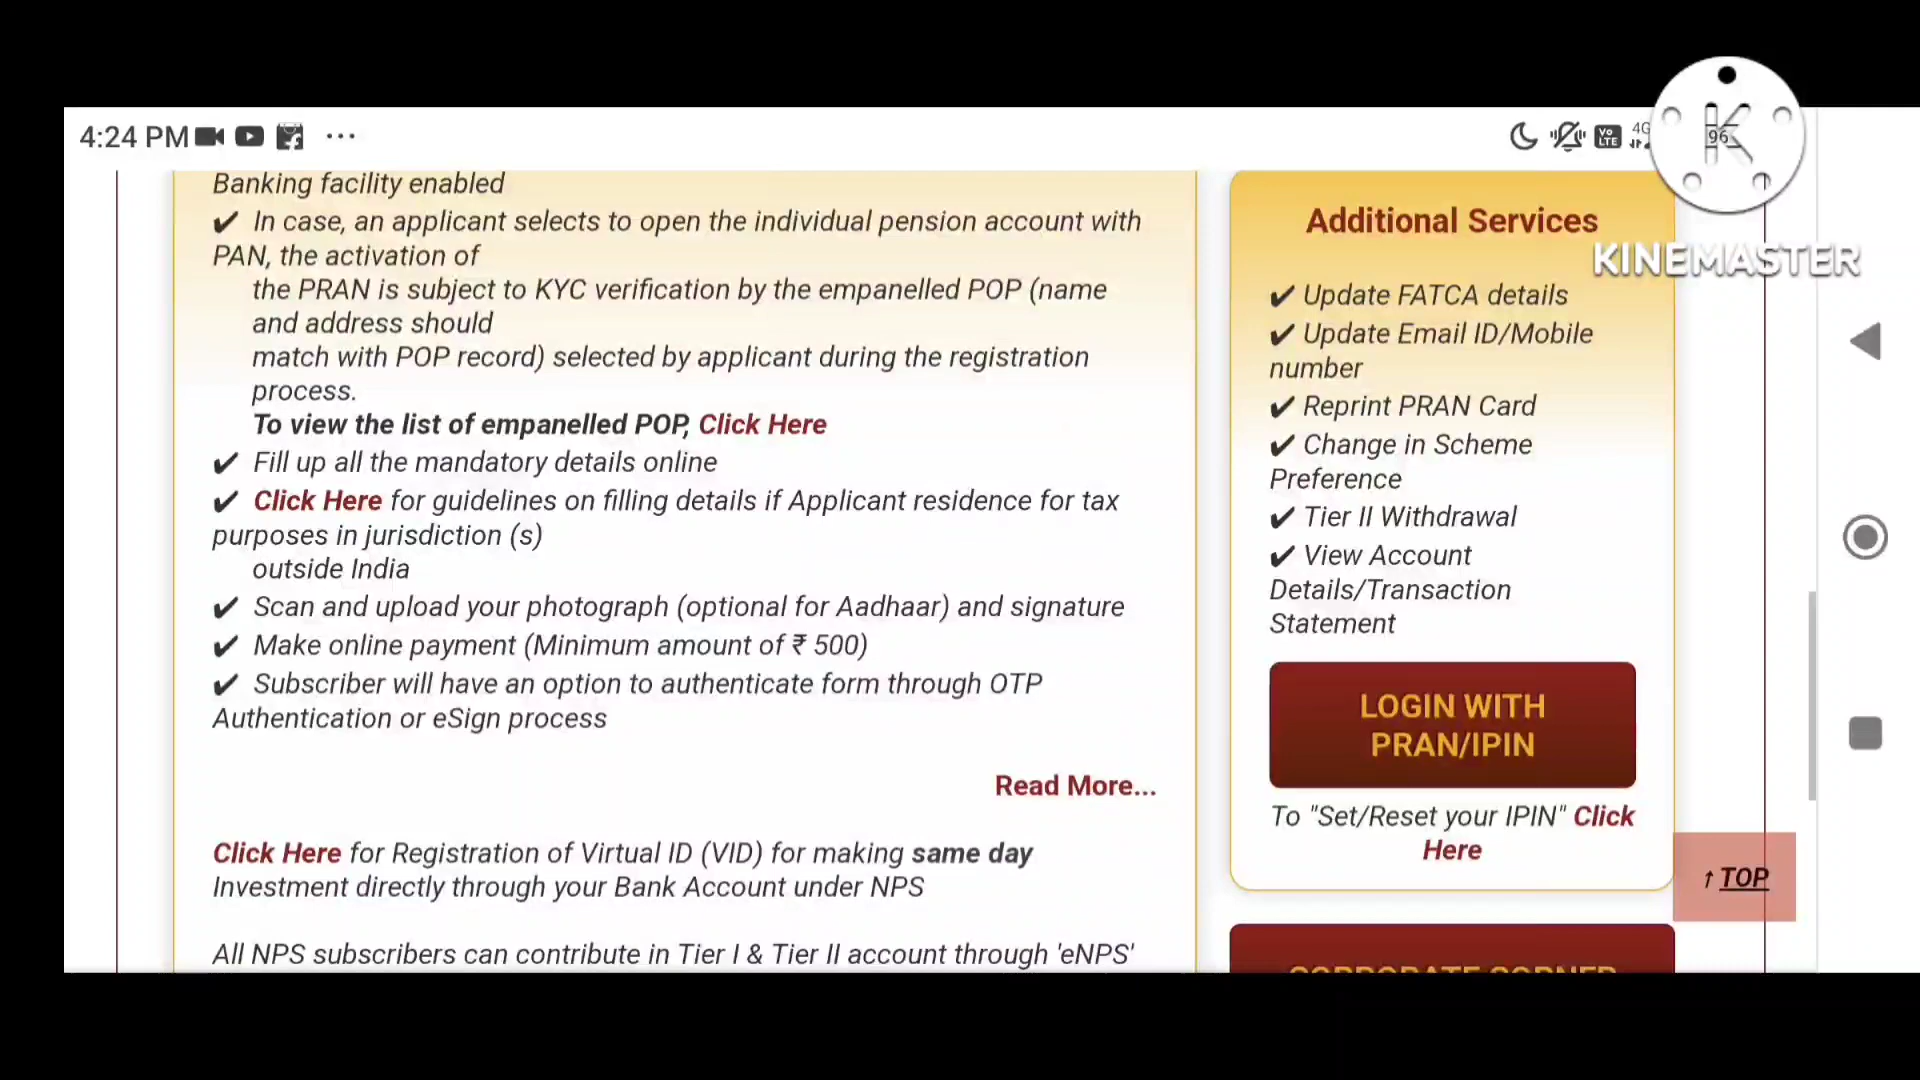 4:24 PM
Vo LTE 4G 96
KINEMASTER
Banking facility enabled
✔ In case, an applicant selects to open the individual pension account with
PAN, the activation of
the PRAN is subject to KYC verification by the empanelled POP (name
and address should
match with POP record) selected by applicant during the registration
process.
To view the list of empanelled POP, Click Here
✔ Fill up all the mandatory details online
✔ Click Here for guidelines on filling details if Applicant residence for tax
purposes in jurisdiction (s)
outside India
✔ Scan and upload your photograph (optional for Aadhaar) and signature
✔ Make online payment (Minimum amount of ₹ 500)
✔ Subscriber will have an option to authenticate form through OTP
Authentication or eSign process
Read More...
Click Here for Registration of Virtual ID (VID) for making same day
Investment directly through your Bank Account under NPS
All NPS subscribers can contribute in Tier I & Tier II account through 'eNPS'
Additional Services
✔ Update FATCA details
✔ Update Email ID/Mobile
number
✔ Reprint PRAN Card
✔ Change in Scheme
Preference
✔ Tier II Withdrawal
✔ View Account
Details/Transaction
Statement
LOGIN WITH
PRAN/IPIN
To "Set/Reset your IPIN" Click
Here
↑ TOP
CORPORATE CORNER